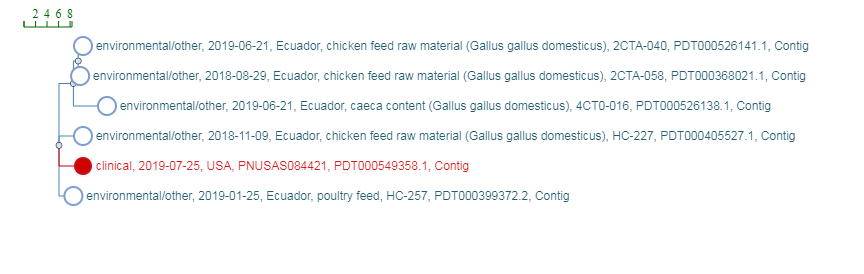 2 4 6 8
environmental/other, 2019-06-21, Ecuador, chicken feed raw material (Gallus gallus domesticus), 2CTA-040, PDT000526141.1, Contig
environmental/other, 2018-08-29, Ecuador, chicken feed raw material (Gallus gallus domesticus), 2CTA-058, PDT000368021.1, Contig
environmental/other, 2019-06-21, Ecuador, caeca content (Gallus gallus domesticus), 4CT0-016, PDT000526138.1, Contig
environmental/other, 2018-11-09, Ecuador, chicken feed raw material (Gallus gallus domesticus), HC-227, PDT000405527.1, Contig
clinical, 2019-07-25, USA, PNUSAS084421, PDT000549358.1, Contig
environmental/other, 2019-01-25, Ecuador, poultry feed, HC-257, PDT000399372.2, Contig